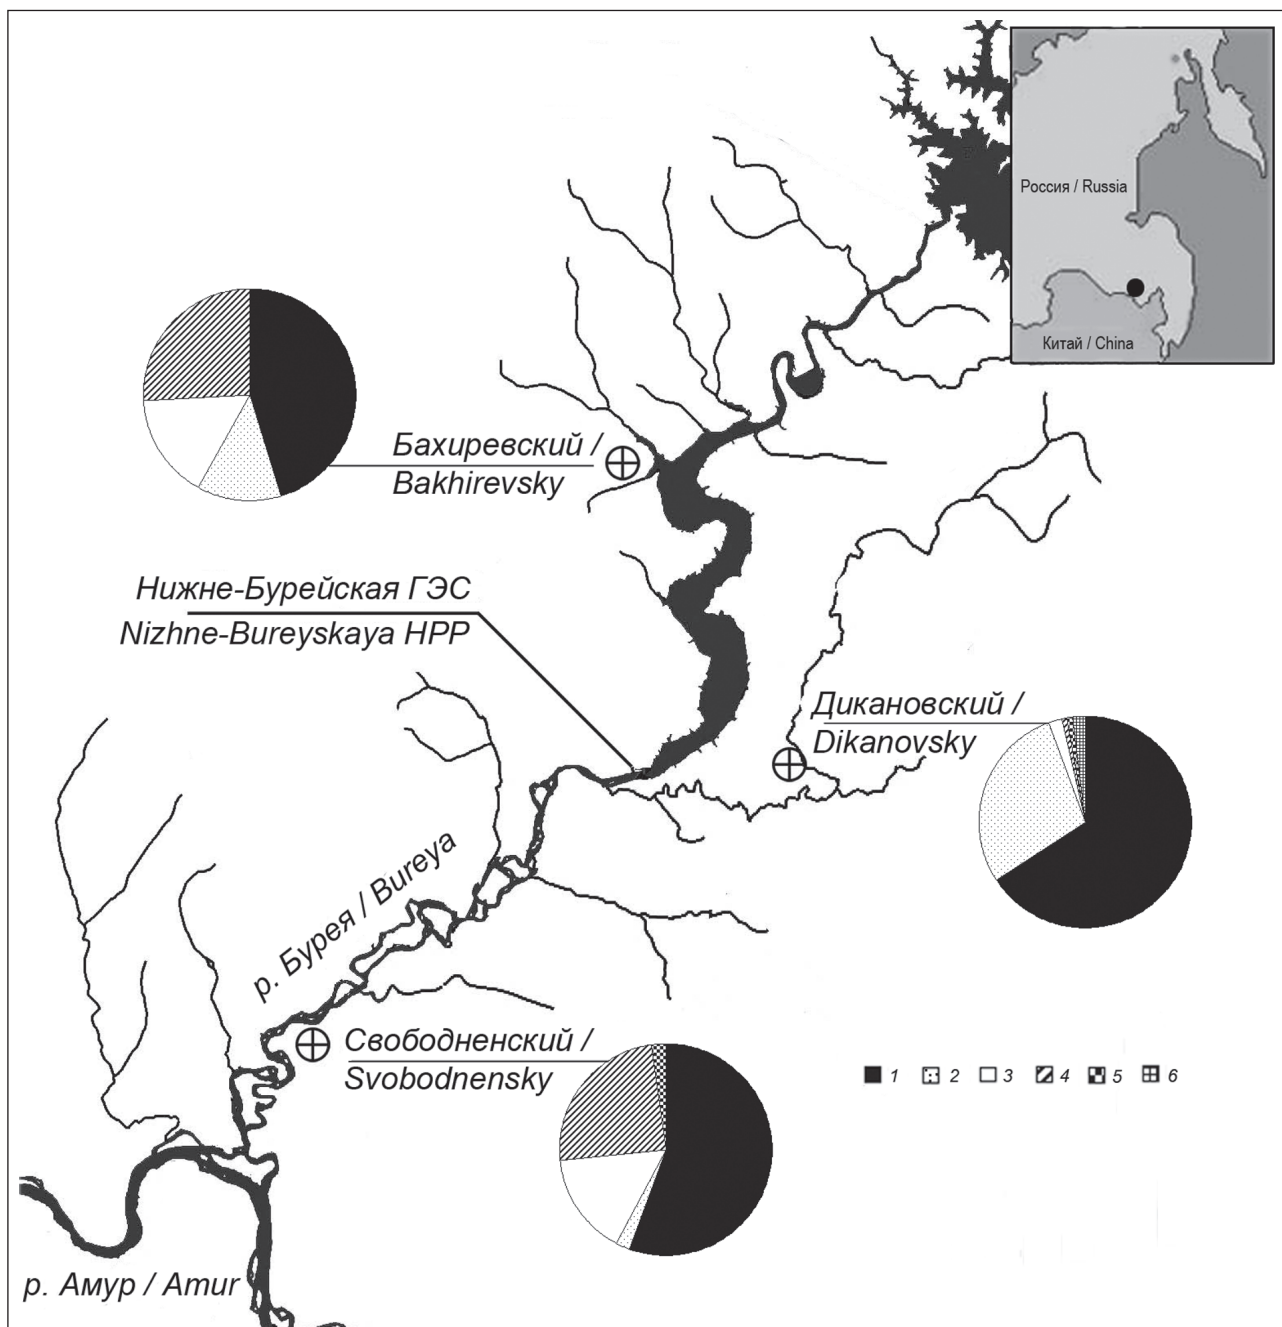 Россия / Russia
Китай / China
Бахиревский /
Bakhirevsky
Нижне-Бурейская ГЭС
Nizhne-Bureyskaya HPP
Дикановский /
Dikanovsky
р. Бурея / Bureya
Свободненский /
Svobodnensky
1 2 3 4 5 6
р. Амур / Amur